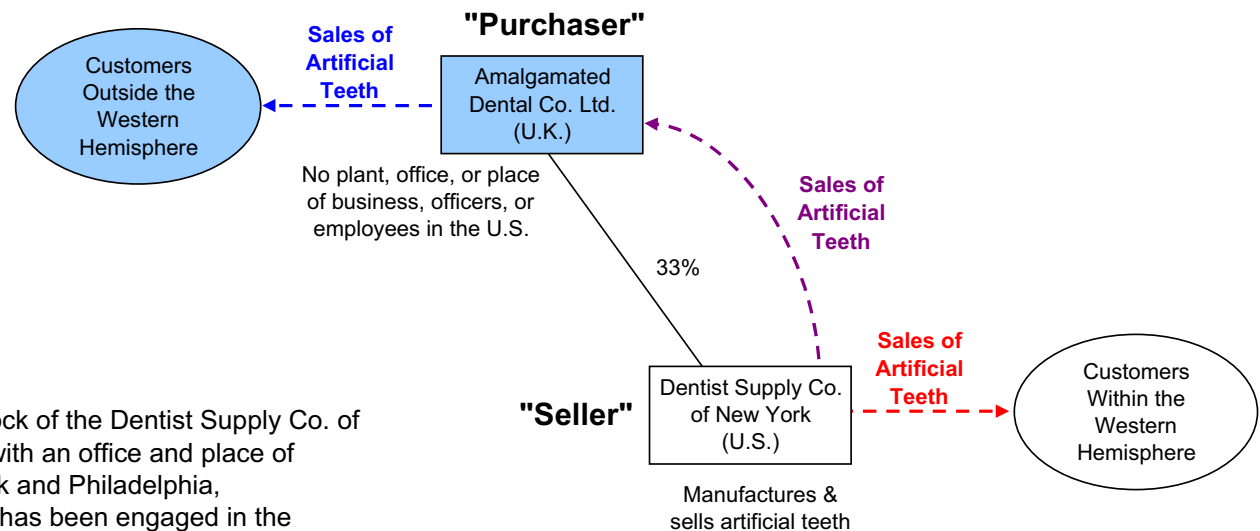 "Purchaser"
Sales of
Artificial
Teeth
Customers
Outside the
Western
Hemisphere
Amalgamated
Dental Co. Ltd.
(U.K.)
No plant, office, or place
of business, officers, or
employees in the U.S.
Sales of
Artificial
Teeth
33%
Sales of
Artificial
Teeth
"Seller"
Dentist Supply Co.
of New York
(U.S.)
Customers
Within the
Western
Hemisphere
Manufactures &
sells artificial teeth
ock of the Dentist Supply Co. of
with an office and place of
k and Philadelphia,
has been engaged in the